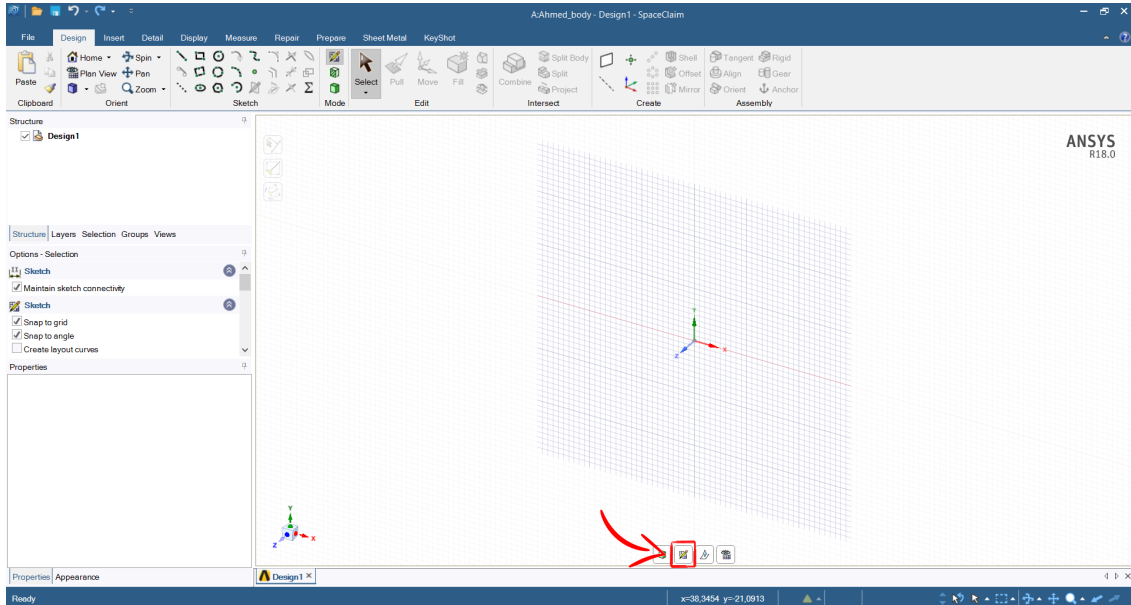 A:Ahmed_body - Design1 - SpaceClaim
File Design Insert Detail Display Measure Repair Prepare Sheet Metal KeyShot
Paste
Home
Plan View
Spin
Pan
Zoom
Select
Pull
Move
Fill
Combine
Split Body
Split
Project
Shell
Offset
Mirror
Tangent
Align
Orient
Rigid
Gear
Anchor
Clipboard Orient Sketch Mode Edit Intersect Create Assembly
Structure
Design1
Structure Layers Selection Groups Views
Options - Selection
Sketch
Maintain sketch connectivity
Sketch
Snap to grid
Snap to angle
Create layout curves
Properties
Properties Appearance
ANSYS
R18.0
Y
X
Z
Y
X
Z
Design1
Ready
x=38,3454 y=-21,0913